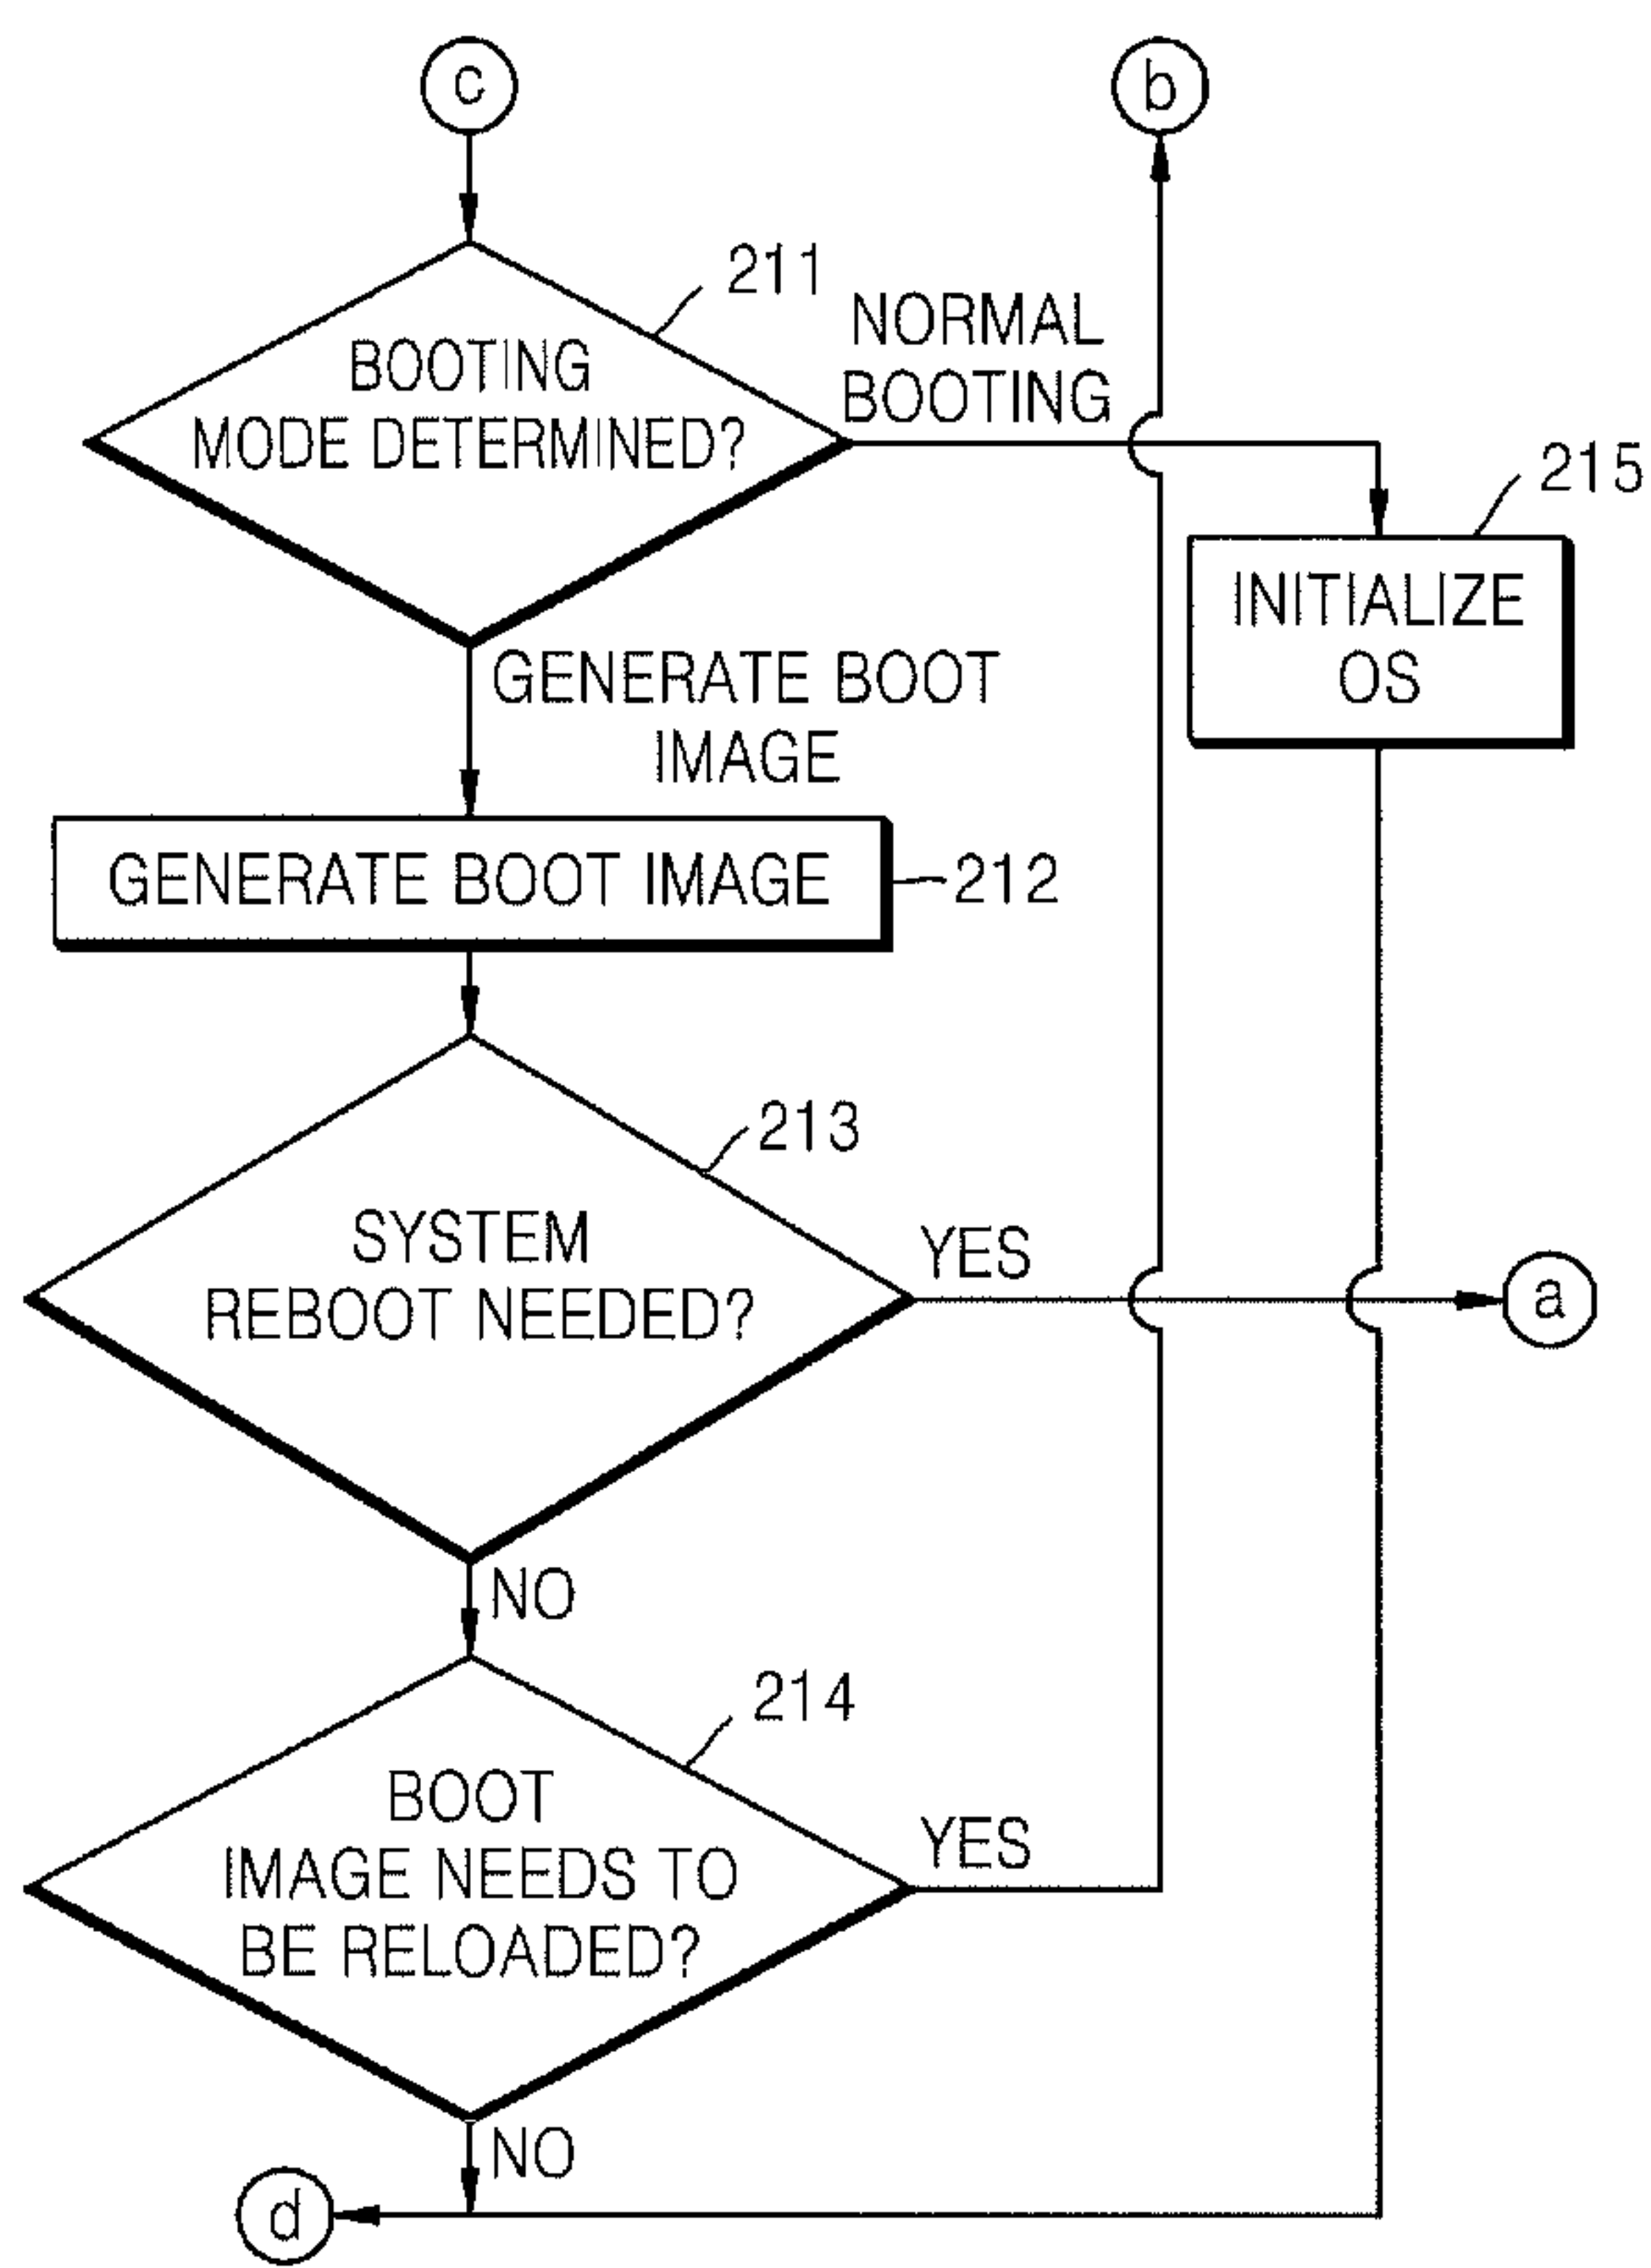 c
b
211
BOOTING
MODE DETERMINED?
NORMAL
BOOTING
215
INITIALIZE
OS
GENERATE BOOT
IMAGE
GENERATE BOOT IMAGE
212
213
SYSTEM
REBOOT NEEDED?
YES
a
NO
214
BOOT
IMAGE NEEDS TO
BE RELOADED?
YES
NO
d